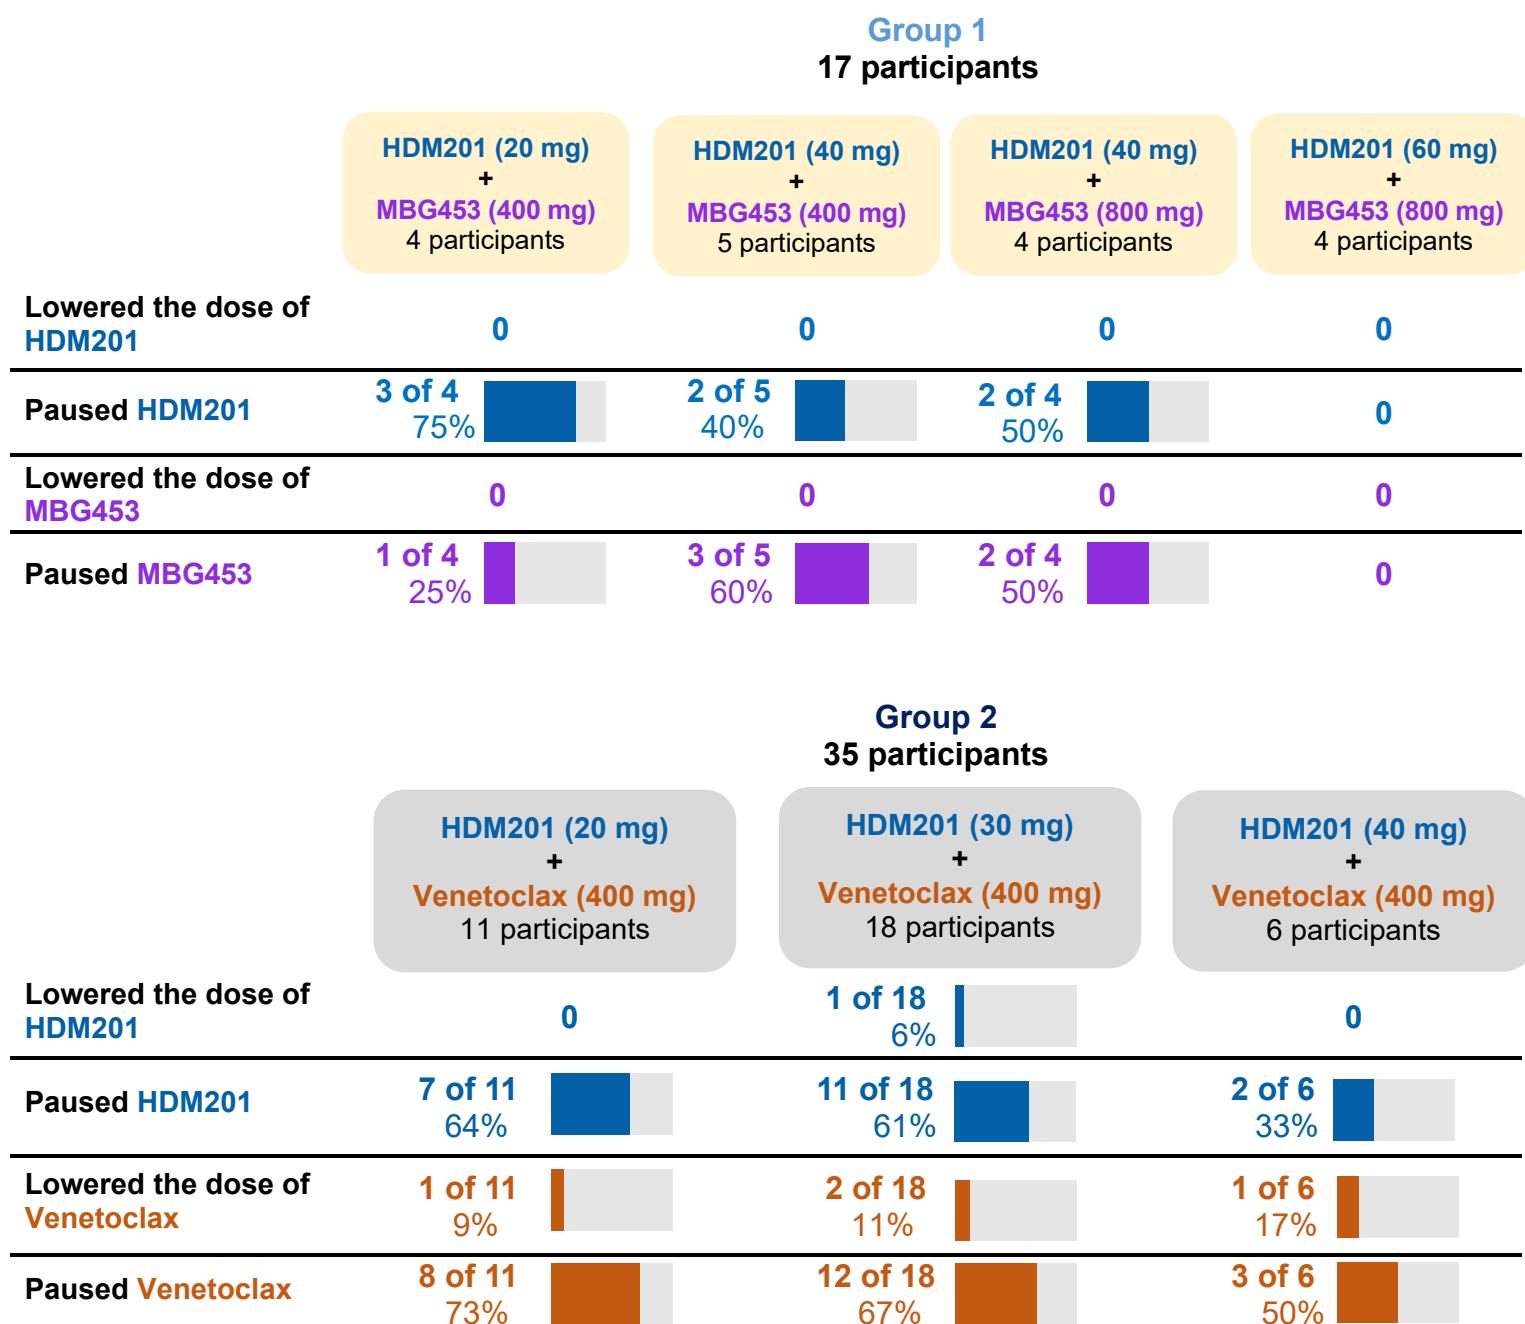 Group 1
17 participants
HDM201 (20 mg)
+
MBG453 (400 mg)
4 participants
HDM201 (40 mg)
+
MBG453 (400 mg)
5 participants
HDM201 (40 mg)
+
MBG453 (800 mg)
4 participants
HDM201 (60 mg)
+
MBG453 (800 mg)
4 participants
Lowered the dose of
HDM201
0
0
0
0
Paused HDM201
3 of 4
75%
2 of 5
40%
2 of 4
50%
0
Lowered the dose of
MBG453
0
0
0
0
Paused MBG453
1 of 4
25%
3 of 5
60%
2 of 4
50%
0
Group 2
35 participants
HDM201 (20 mg)
+
Venetoclax (400 mg)
11 participants
HDM201 (30 mg)
+
Venetoclax (400 mg)
18 participants
HDM201 (40 mg)
+
Venetoclax (400 mg)
6 participants
Lowered the dose of
HDM201
0
1 of 18
6%
0
Paused HDM201
7 of 11
64%
11 of 18
61%
2 of 6
33%
Lowered the dose of
Venetoclax
1 of 11
9%
2 of 18
11%
1 of 6
17%
Paused Venetoclax
8 of 11
73%
12 of 18
67%
3 of 6
50%